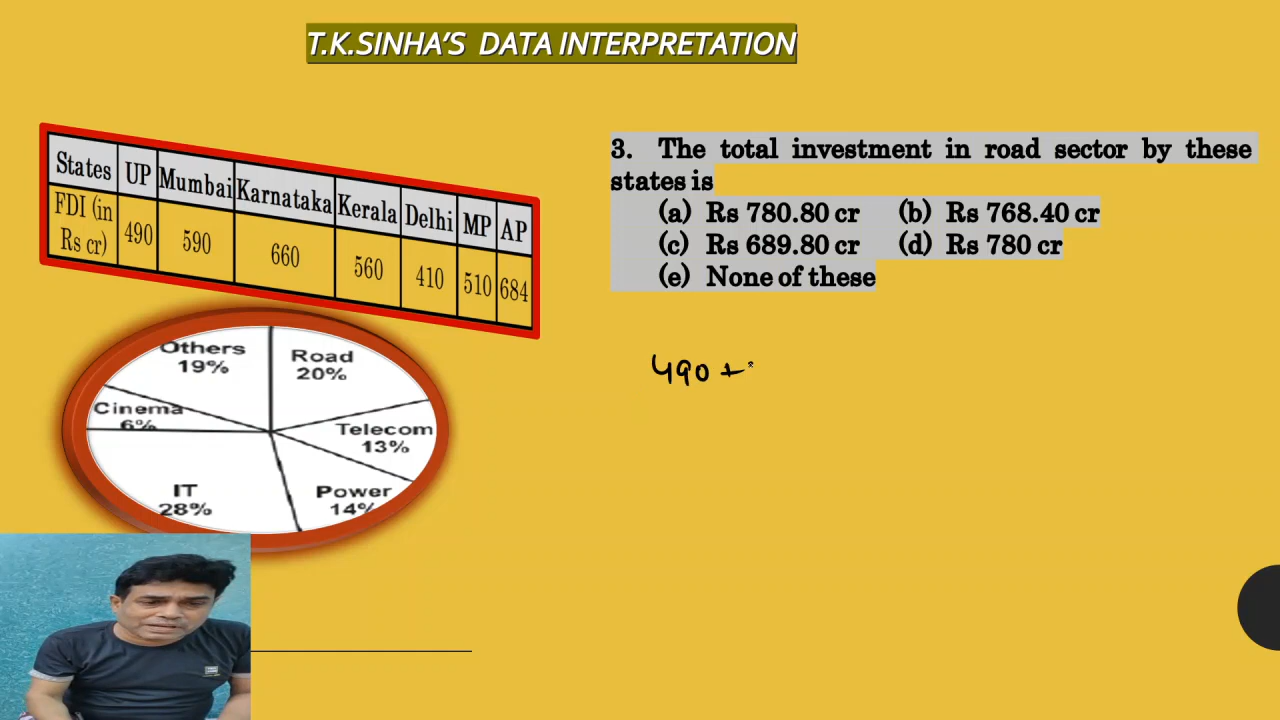 T.K.SINHA'S DATA INTERPRETATION
States UP Mumbai Karnataka Kerala Delhi MP AP
FDI (in Rs cr) 490 590 660 560 410 510 684
Others
19%
Road
20%
Cinema
6%
Telecom
13%
IT
28%
Power
14%
3. The total investment in road sector by these
states is
(a) Rs 780.80 cr (b) Rs 768.40 cr
(c) Rs 689.80 cr (d) Rs 780 cr
(e) None of these
490 +